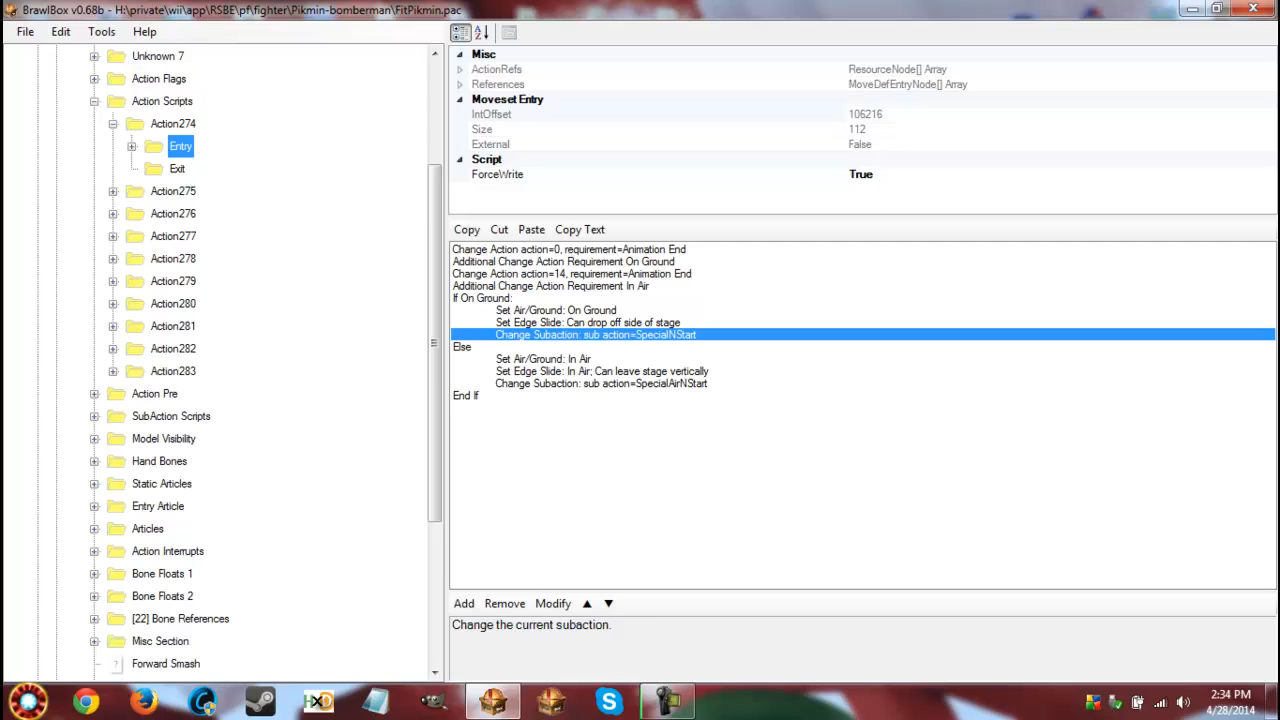 BrawlBox v0.68b - H:\private\wii\app\RSBE\pf\fighter\Pikmin-bomberman\FitPikmin.pac
File Edit Tools Help
Unknown 7
Action Flags
Action Scripts
Action274
Entry
Exit
Action275
Action276
Action277
Action278
Action279
Action280
Action281
Action282
Action283
Action Pre
SubAction Scripts
Model Visibility
Hand Bones
Static Articles
Entry Article
Articles
Action Interrupts
Bone Floats 1
Bone Floats 2
[22] Bone References
Misc Section
Forward Smash
Misc
ActionRefs ResourceNode[] Array
References MoveDefEntryNode[] Array
Moveset Entry
IntOffset 106216
Size 112
External False
Script
ForceWrite True
Copy Cut Paste Copy Text
Change Action action=0, requirement=Animation End
Additional Change Action Requirement On Ground
Change Action action=14, requirement=Animation End
Additional Change Action Requirement In Air
If On Ground:
Set Air/Ground: On Ground
Set Edge Slide: Can drop off side of stage
Change Subaction: sub action=SpecialNStart
Else
Set Air/Ground: In Air
Set Edge Slide: In Air; Can leave stage vertically
Change Subaction: sub action=SpecialAirNStart
End If
Add Remove Modify ▲ ▼
Change the current subaction.
HXD
2:34 PM
4/28/2014